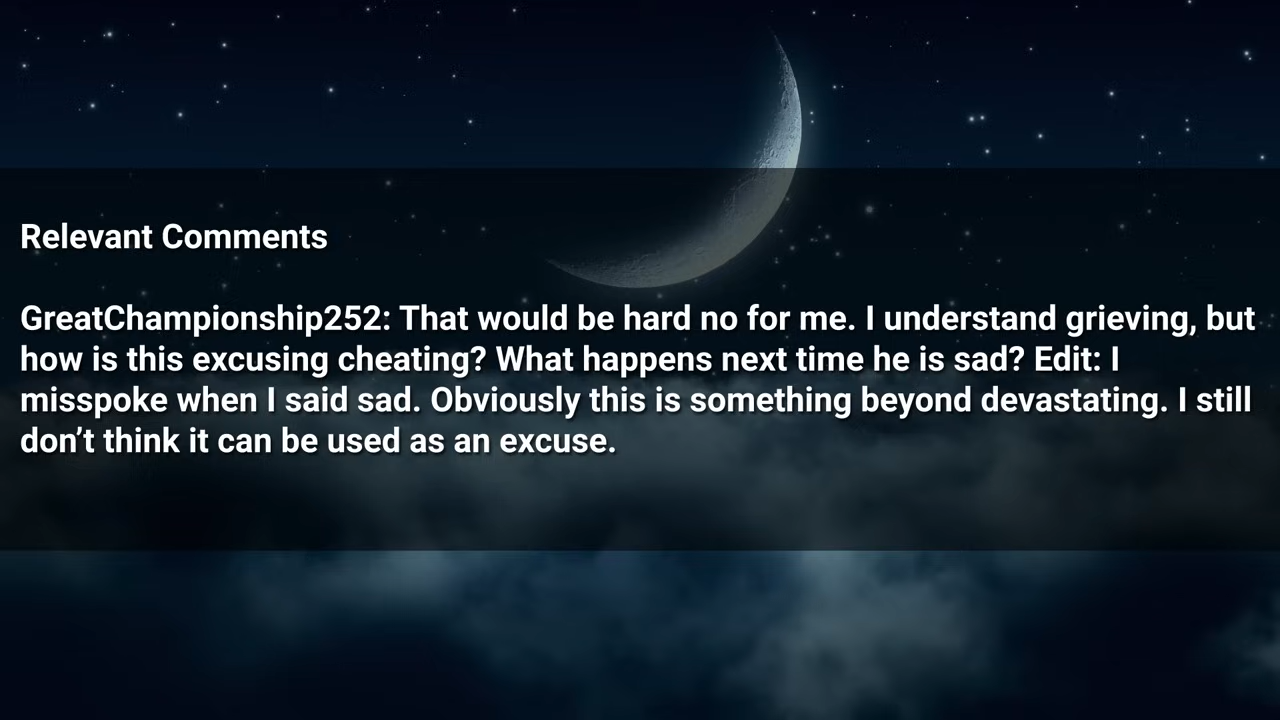 Relevant Comments
GreatChampionship252: That would be hard no for me. I understand grieving, but
how is this excusing cheating? What happens next time he is sad? Edit: I
misspoke when I said sad. Obviously this is something beyond devastating. I still
don’t think it can be used as an excuse.